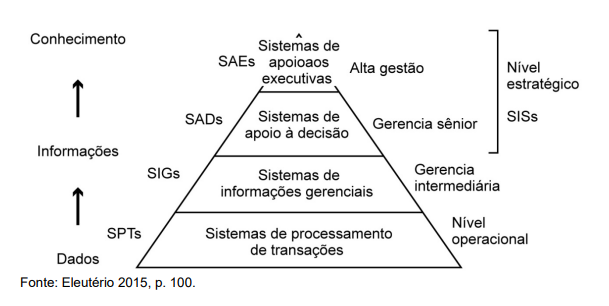 Conhecimento
Informações
Dados
SAEs
SADs
SIGs
SPTs
Sistemas de
apoioaos
executivas
Sistemas de
apoio à decisão
Sistemas de
informações gerenciais
Sistemas de processamento
de transações
Alta gestão
Gerencia sênior
Gerencia
intermediária
Nível
operacional
Nível
estratégico
SISs
Fonte: Eleutério 2015, p. 100.